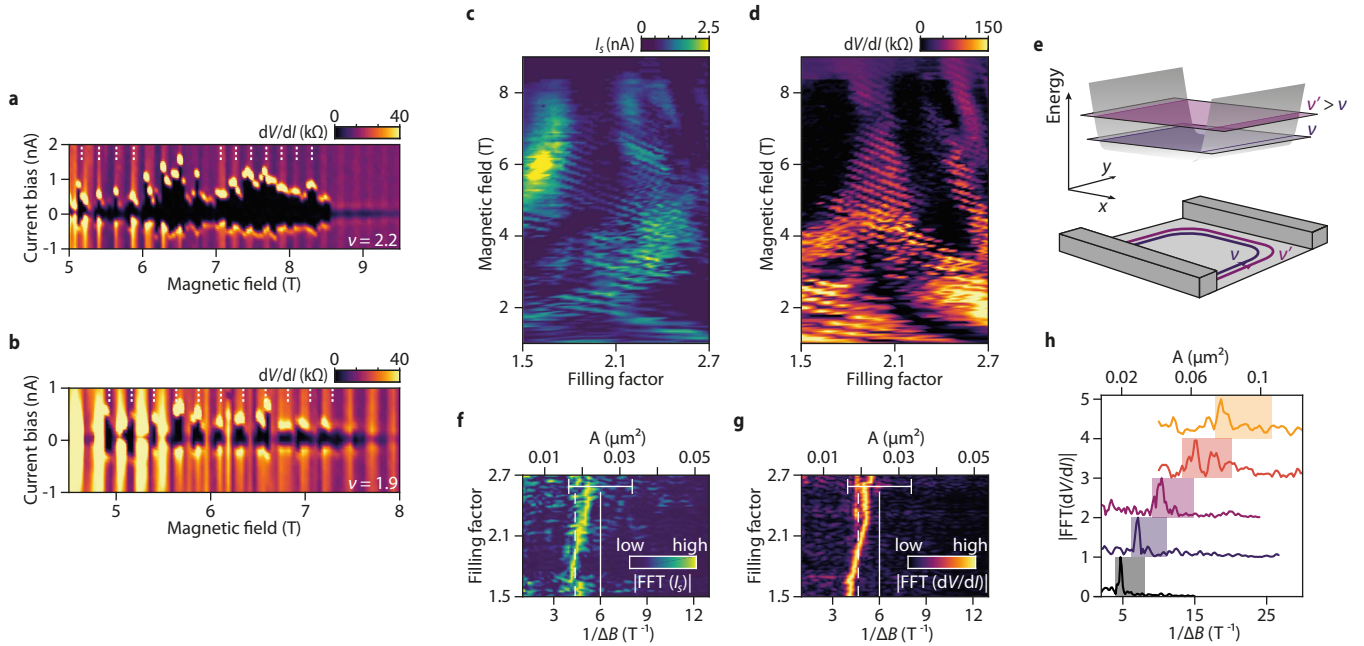 a
dV/dI (kΩ)
0 40
Current bias (nA)
2
1
0
-1
ν = 2.2
5 6 7 8 9
Magnetic field (T)
b
dV/dI (kΩ)
0 40
Current bias (nA)
1
0
-1
ν = 1.9
5 6 7 8
Magnetic field (T)
c
Is (nA)
0 2.5
Magnetic field (T)
8
6
4
2
1.5 2.1 2.7
Filling factor
d
dV/dI (kΩ)
0 150
Magnetic field (T)
8
6
4
2
1.5 2.1 2.7
Filling factor
e
Energy
ν' > ν
ν
y
x
ν
ν'
f
A (μm²)
0.01 0.03 0.05
Filling factor
2.7
2.1
1.5
low high
|FFT (Is)|
3 6 9 12
1/ΔB (T⁻¹)
g
A (μm²)
0.01 0.03 0.05
Filling factor
2.7
2.1
1.5
low high
|FFT (dV/dI)|
3 6 9 12
1/ΔB (T⁻¹)
h
A (μm²)
0.02 0.06 0.1
|FFT(dV/dI)|
5
4
3
2
1
0
5 15 25
1/ΔB (T⁻¹)